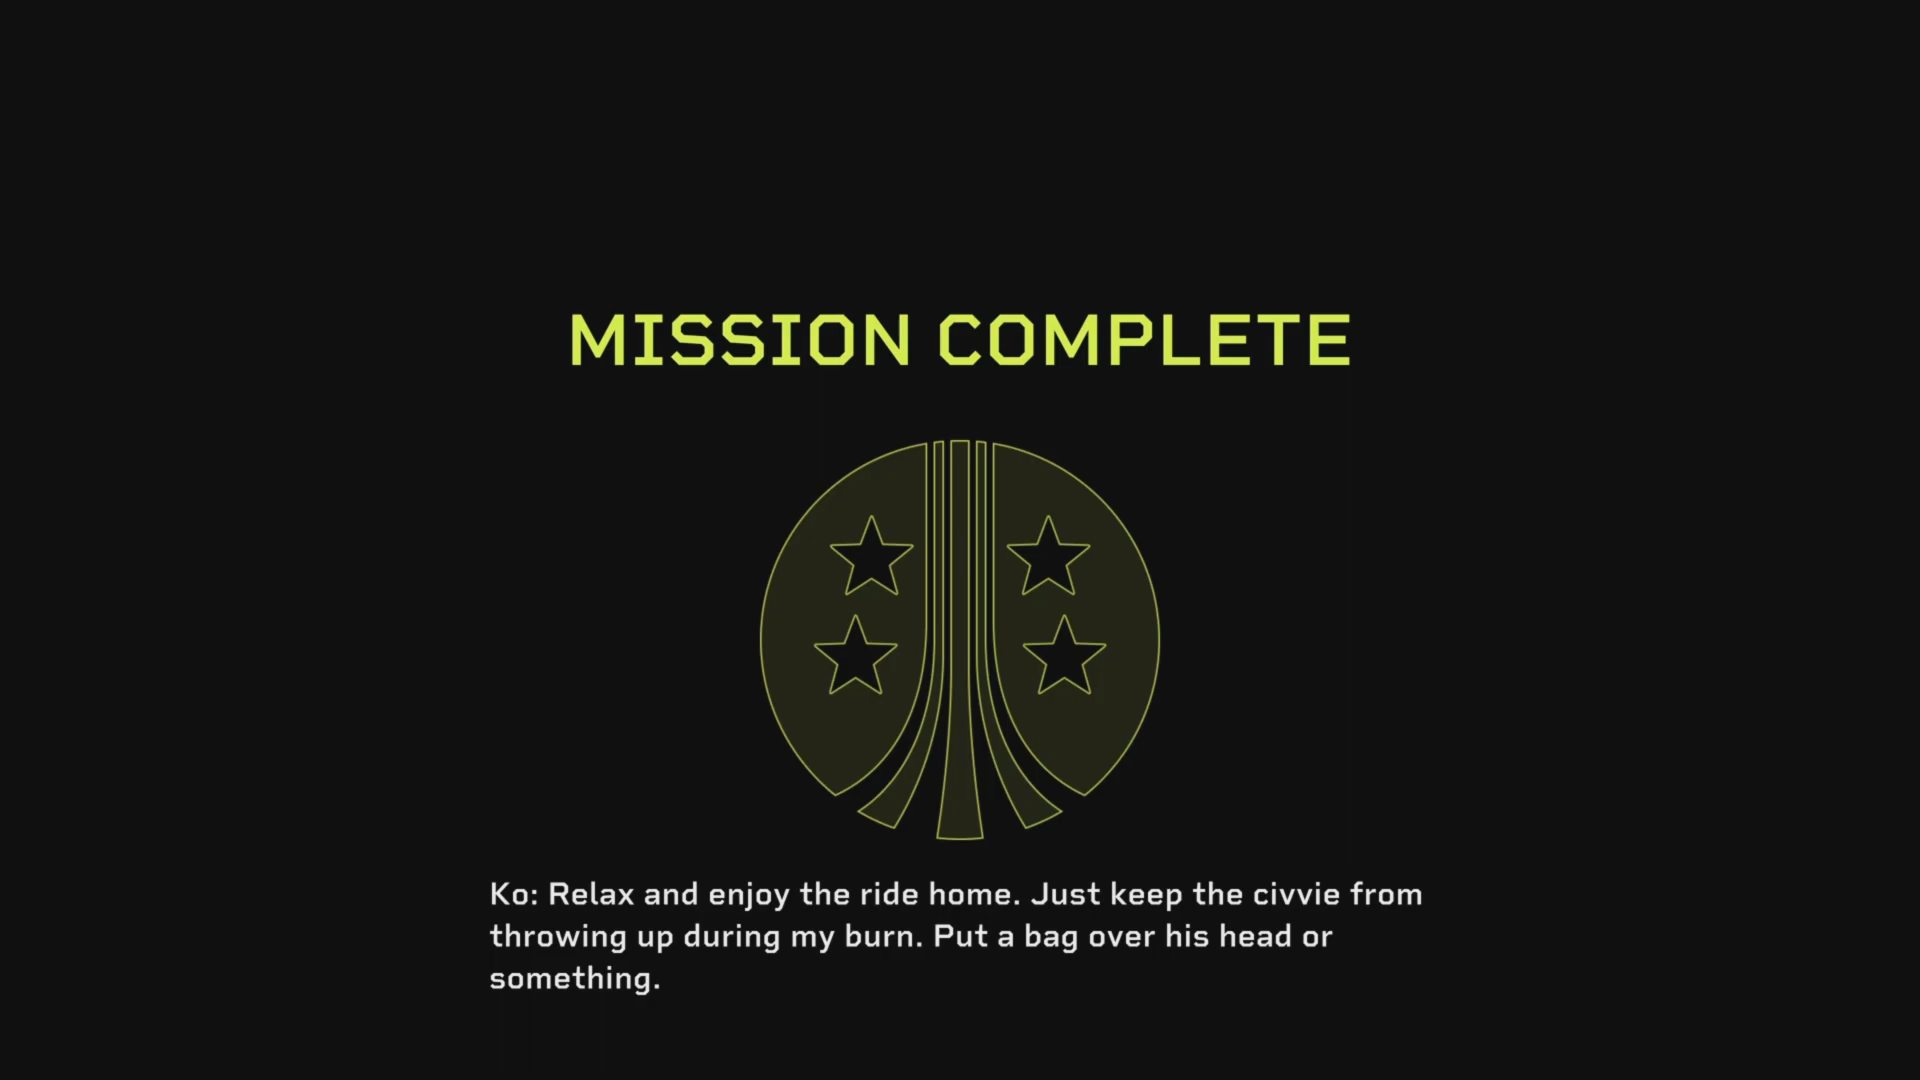 MISSION COMPLETE
Ko: Relax and enjoy the ride home. Just keep the civvie from
throwing up during my burn. Put a bag over his head or
something.